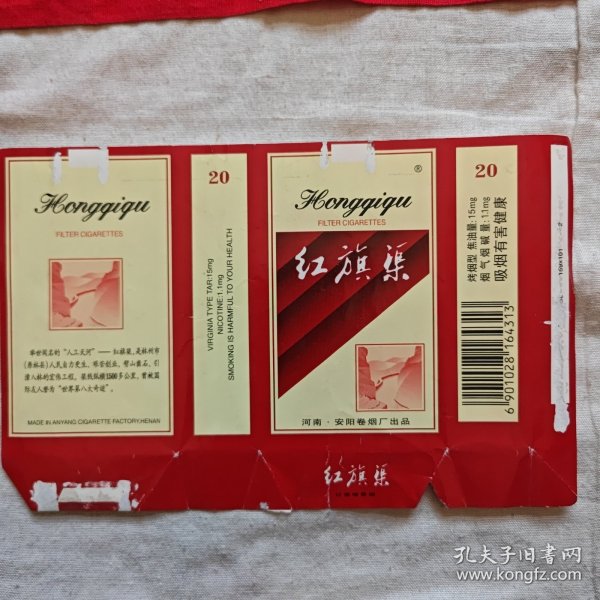 Hongqiqu
FILTER CIGARETTES
举世闻名的“人工天河”——红旗渠,是林州市
(原林县)人民自力更生、艰苦创业、劈山凿石、引
漳入林的宏伟工程。渠线纵横1500多公里。曾被国
际友人誉为“世界第八大奇迹”。
MADE IN ANYANG CIGARETTE FACTORY,HENAN
20
VIRGINIA TYPE TAR:15mg
NICOTINE:1.1mg
SMOKING IS HARMFUL TO YOUR HEALTH
Hongqiqu
®
FILTER CIGARETTES
红旗渠
河南·安阳卷烟厂出品
红旗渠
20
烤烟型 焦油量:15mg
烟气烟碱量:1.1mg
吸烟有害健康
6901028164313
孔夫子旧书网
www.kongfz.com